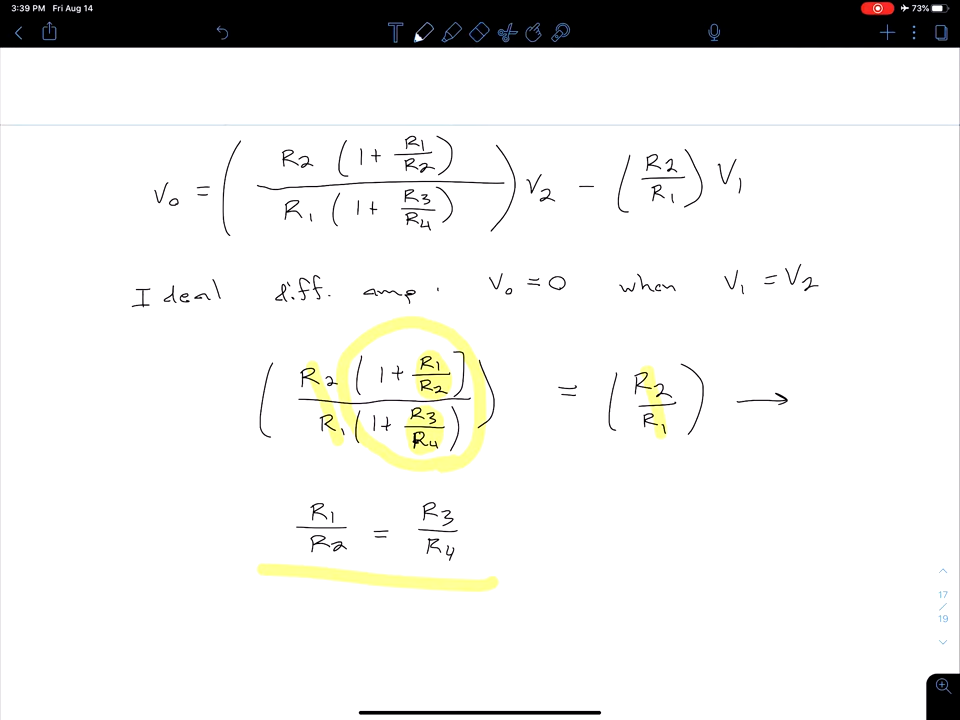 3:39 PM Fri Aug 14 73%
T
V₀ = ( R2 (1 + R1/R2) / R1 (1 + R3/R4) ) V2 − ( R2/R1 ) V1
Ideal diff. amp. V₀ = 0 when V1 = V2
( R2 (1 + R1/R2] / R1 (1 + R3/R4) ) = ( R2/R1 ) →
R1/R2 = R3/R4
17
/
19